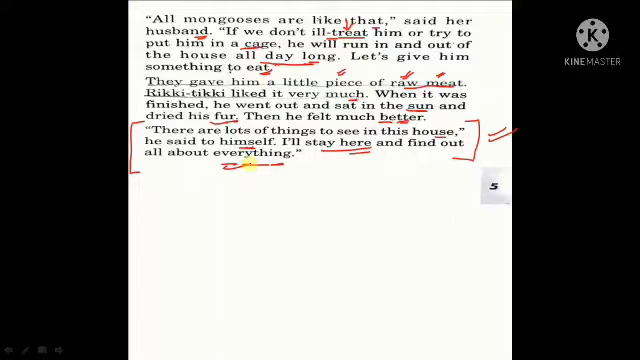 "All mongooses are like that," said her
husband. "If we don't ill-treat him or try to
put him in a cage, he will run in and out of
the house all day long. Let's give him
something to eat.
They gave him a little piece of raw meat.
Rikki-tikki liked it very much. When it was
finished, he went out and sat in the sun and
dried his fur. Then he felt much better.
"There are lots of things to see in this house,"
he said to himself. I'll stay here and find out
all about everything."
5
Made with
KINEMASTER